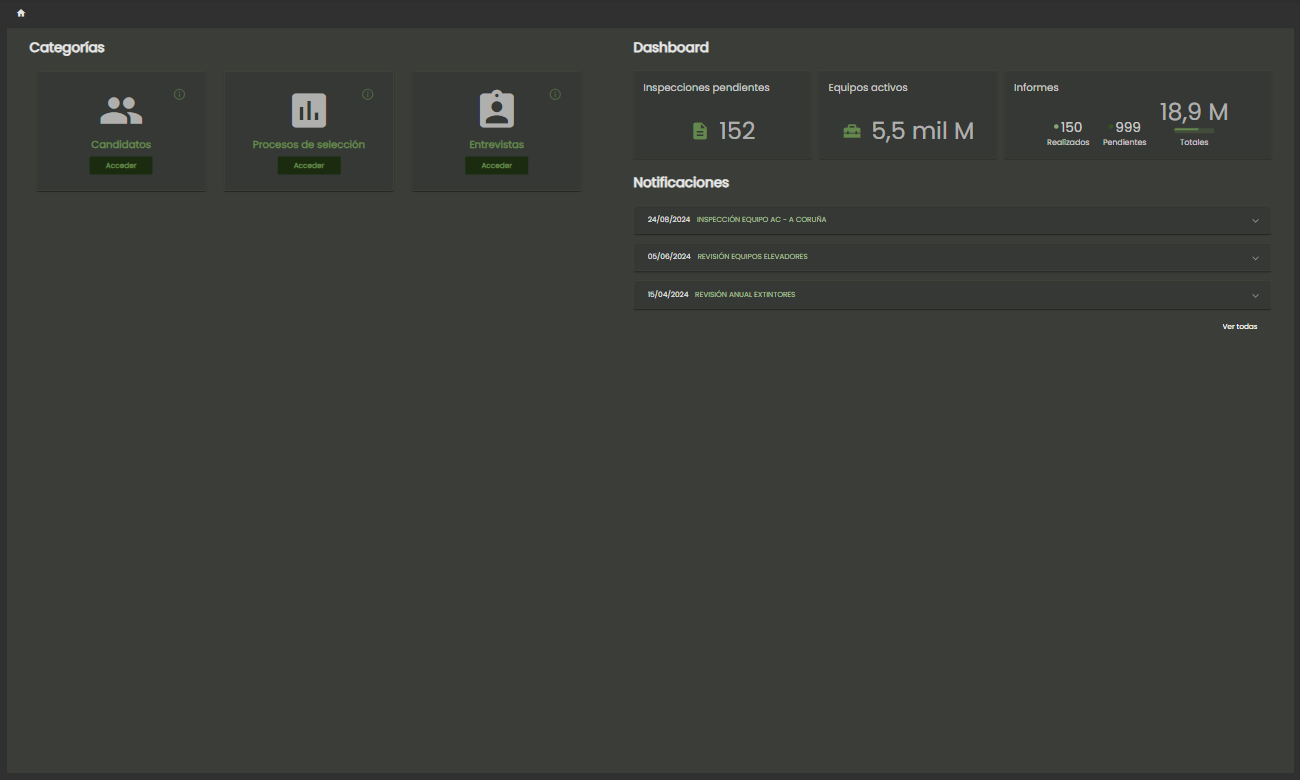 Categorías
Candidatos
Acceder
Procesos de selección
Acceder
Entrevistas
Acceder
Dashboard
Inspecciones pendientes
152
Equipos activos
5,5 mil M
Informes
150
Realizados
999
Pendientes
18,9 M
Totales
Notificaciones
24/08/2024 INSPECCIÓN EQUIPO AC - A CORUÑA
05/06/2024 REVISIÓN EQUIPOS ELEVADORES
15/04/2024 REVISIÓN ANUAL EXTINTORES
Ver todas